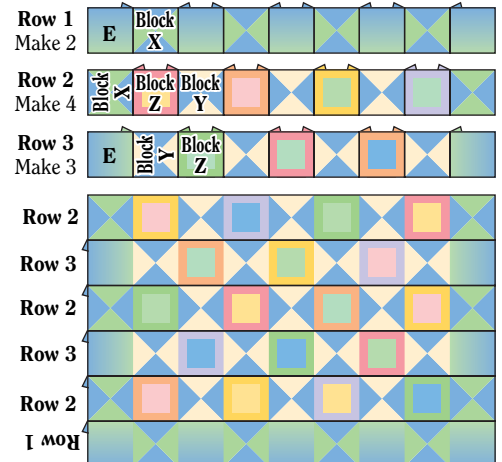 Row 1
Make 2
E
Block
X
Row 2
Make 4
Block
X
Block
Z
Block
Y
Row 3
Make 3
E
Block
Y
Block
Z
Row 2
Row 3
Row 2
Row 3
Row 2
Row 1